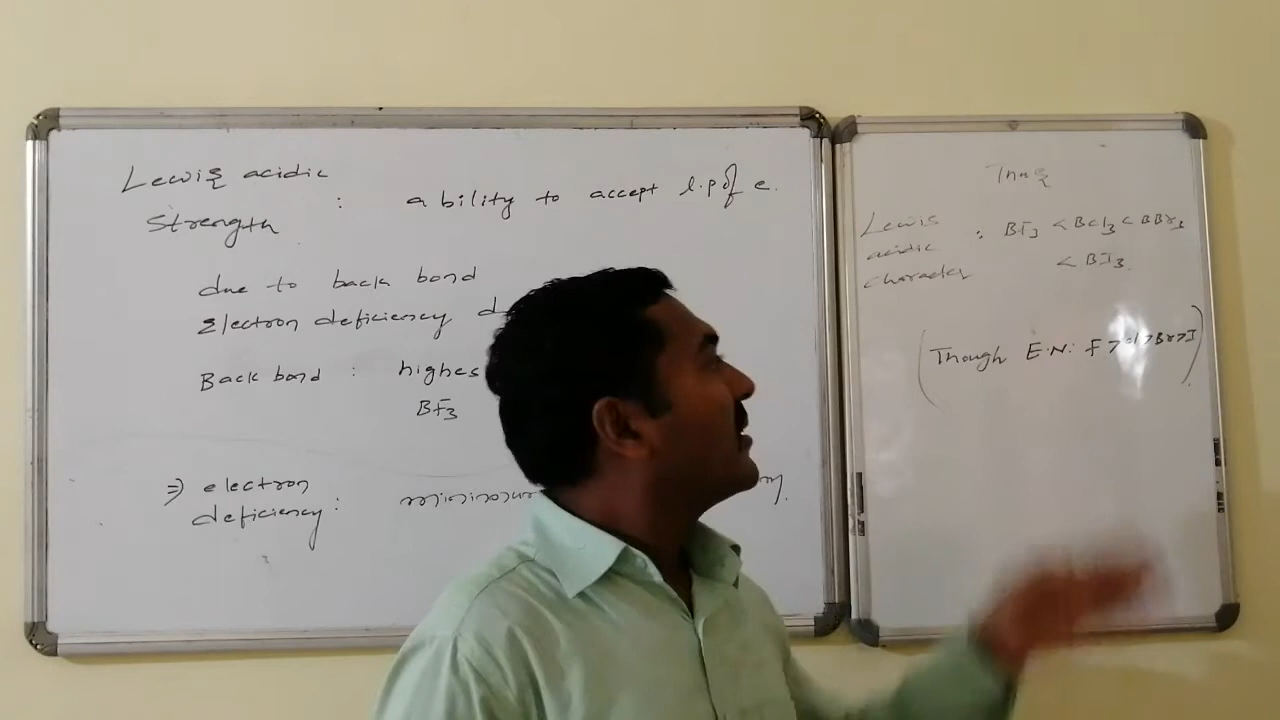 Lewis acidic
Strength : ability to accept l.p of e.
due to back bond
Electron deficiency
Back bond : highes
BF3
⇒ electron
deficiency : minimum
Thus
Lewis
acidic
character : BF3 < BCl3 < BBr3
< BI3.
(Though E.N: F > Cl > Br > I)